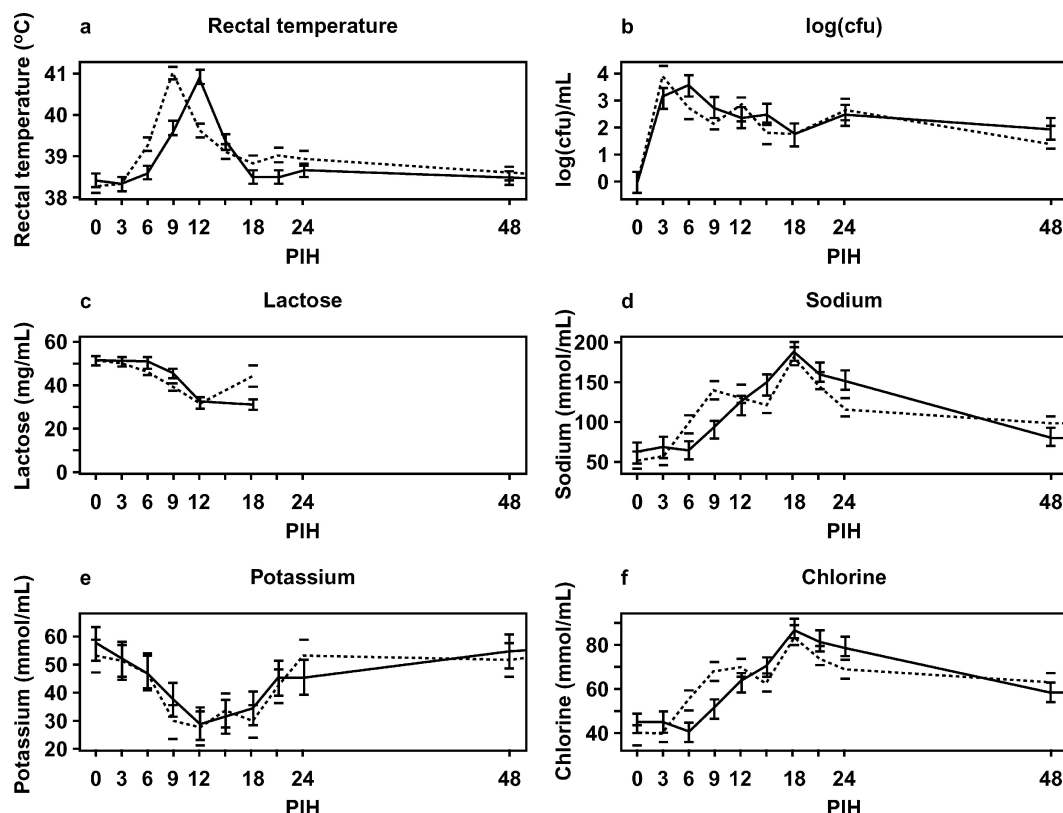 a Rectal temperature
Rectal temperature (°C)
41
40
39
38
0 3 6 9 12 18 24 48
PIH
b log(cfu)
log(cfu)/mL
4
3
2
1
0
0 3 6 9 12 18 24 48
PIH
c Lactose
Lactose (mg/mL)
60
40
20
0
0 3 6 9 12 18 24 48
PIH
d Sodium
Sodium (mmol/mL)
200
150
100
50
0 3 6 9 12 18 24 48
PIH
e Potassium
Potassium (mmol/mL)
60
50
40
30
20
0 3 6 9 12 18 24 48
PIH
f Chlorine
Chlorine (mmol/mL)
80
60
40
0 3 6 9 12 18 24 48
PIH